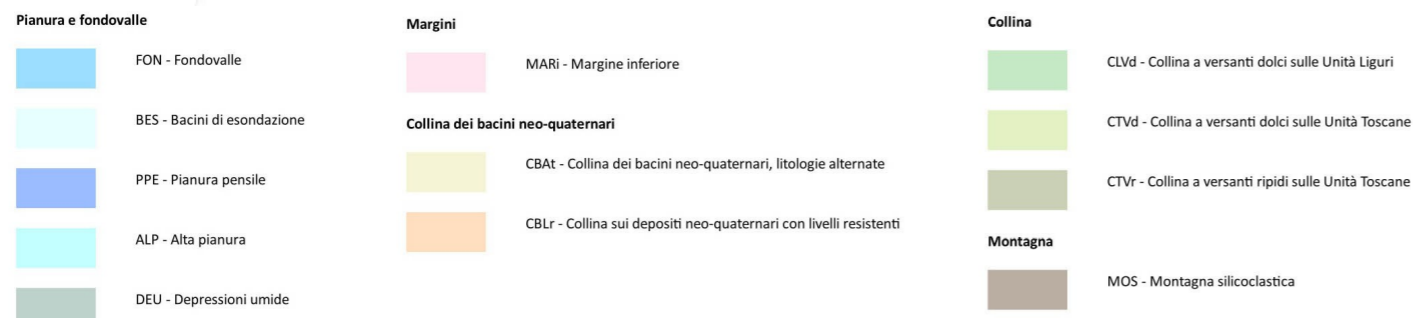 Pianura e fondovalle
FON - Fondovalle
BES - Bacini di esondazione
PPE - Pianura pensile
ALP - Alta pianura
DEU - Depressioni umide
Margini
MARi - Margine inferiore
Collina dei bacini neo-quaternari
CBAt - Collina dei bacini neo-quaternari, litologie alternate
CBLr - Collina sui depositi neo-quaternari con livelli resistenti
Collina
CLVd - Collina a versanti dolci sulle Unità Liguri
CTVd - Collina a versanti dolci sulle Unità Toscane
CTVr - Collina a versanti ripidi sulle Unità Toscane
Montagna
MOS - Montagna silicoclastica